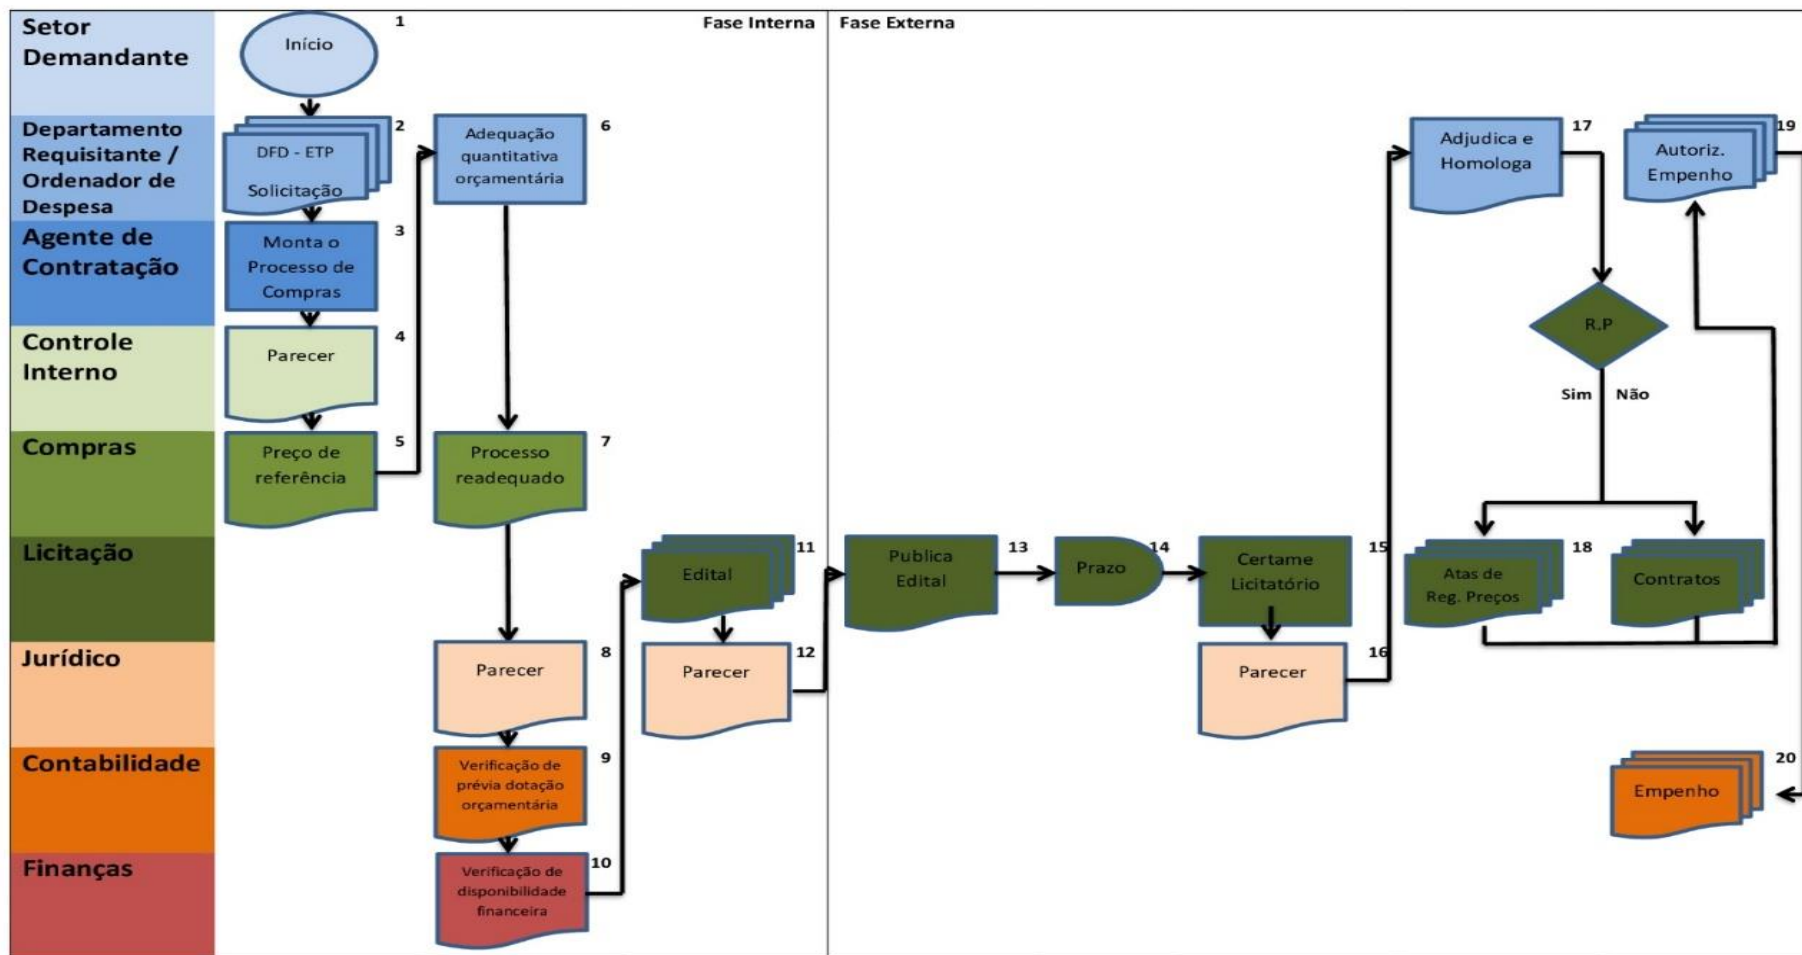 Setor
Demandante
Departamento
Requisitante /
Ordenador de
Despesa
Agente de
Contratação
Controle
Interno
Compras
Licitação
Jurídico
Contabilidade
Finanças
Fase Interna
Fase Externa
1
Início
2
DFD - ETP
Solicitação
3
Monta o
Processo de
Compras
4
Parecer
5
Preço de
referência
6
Adequação
quantitativa
orçamentária
7
Processo
readequado
8
Parecer
9
Verificação de
prévia dotação
orçamentária
10
Verificação de
disponibilidade
financeira
11
Edital
12
Parecer
13
Publica
Edital
14
Prazo
15
Certame
Licitatório
16
Parecer
17
Adjudica e
Homologa
R.P
Sim
Não
18
Atas de
Reg. Preços
Contratos
19
Autoriz.
Empenho
20
Empenho